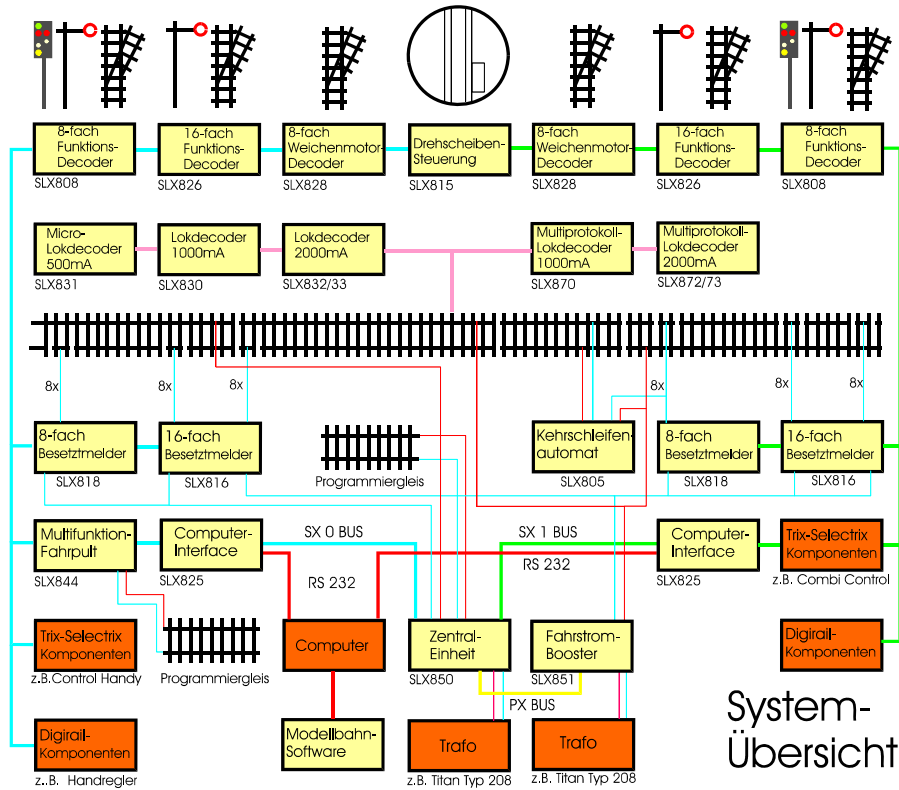 8-fach
Funktions-
Decoder
SLX808
16-fach
Funktions-
Decoder
SLX826
8-fach
Weichenmotor-
Decoder
SLX828
Drehscheiben-
Steuerung
SLX815
8-fach
Weichenmotor-
Decoder
SLX828
16-fach
Funktions-
Decoder
SLX826
8-fach
Funktions-
Decoder
SLX808
Micro-
Lokdecoder
500mA
SLX831
Lokdecoder
1000mA
SLX830
Lokdecoder
2000mA
SLX832/33
Multiprotokoll-
Lokdecoder
1000mA
SLX870
Multiprotokoll-
Lokdecoder
2000mA
SLX872/73
8x
8x
8x
8x
8x
8x
8-fach
Besetztmelder
SLX818
16-fach
Besetztmelder
SLX816
Programmiergleis
Kehrschleifen-
automat
SLX805
8-fach
Besetztmelder
SLX818
16-fach
Besetztmelder
SLX816
Multifunktion-
Fahrpult
SLX844
Computer-
Interface
SLX825
SX 0 BUS
SX 1 BUS
RS 232
RS 232
Computer-
Interface
SLX825
Trix-Selectrix
Komponenten
z.B. Combi Control
Trix-Selectrix
Komponenten
z.B.Control Handy
Programmiergleis
Computer
Zentral-
Einheit
SLX850
Fahrstrom-
Booster
SLX851
PX BUS
Digirail-
Komponenten
Digirail-
Komponenten
z..B. Handregler
Modellbahn-
Software
Trafo
z.B. Titan Typ 208
Trafo
z.B. Titan Typ 208
System-
Übersicht